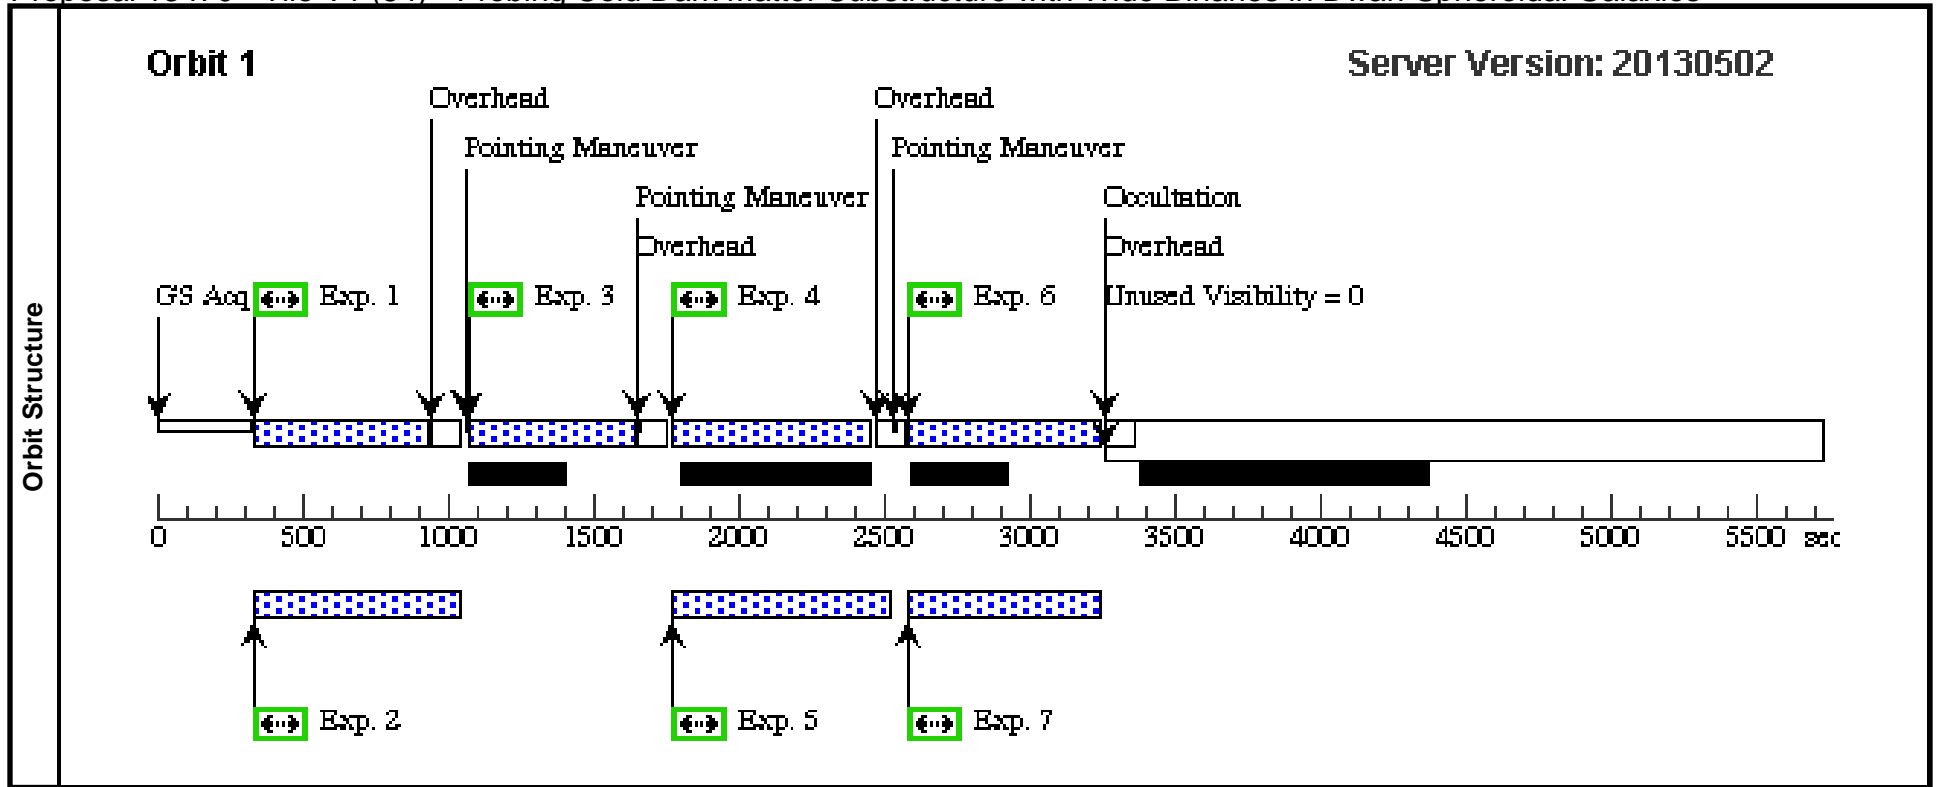 Orbit 1
Server Version: 20130502
Overhead
Overhead
Pointing Maneuver
Pointing Maneuver
Pointing Maneuver
Occultation
Overhead
Overhead
GS Acq
Exp. 1
Exp. 3
Exp. 4
Exp. 6
Unused Visibility = 0
Orbit Structure
0 500 1000 1500 2000 2500 3000 3500 4000 4500 5000 5500 sec
Exp. 2
Exp. 5
Exp. 7